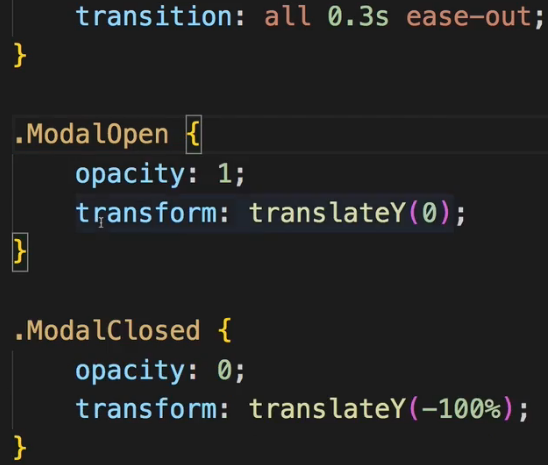 transition: all 0.3s ease-out;
}
.ModalOpen {
opacity: 1;
transform: translateY(0);
}
.ModalClosed {
opacity: 0;
transform: translateY(-100%);
}